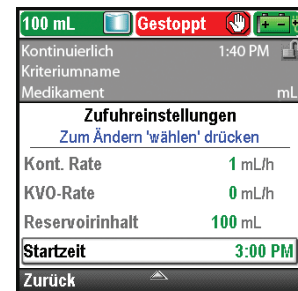 100 mL Gestoppt
Kontinuierlich 1:40 PM
Kriteriumname
Medikament mL
Zufuhreinstellungen
Zum Ändern 'wählen' drücken
Kont. Rate 1 mL/h
KVO-Rate 0 mL/h
Reservoirinhalt 100 mL
Startzeit 3:00 PM
Zurück